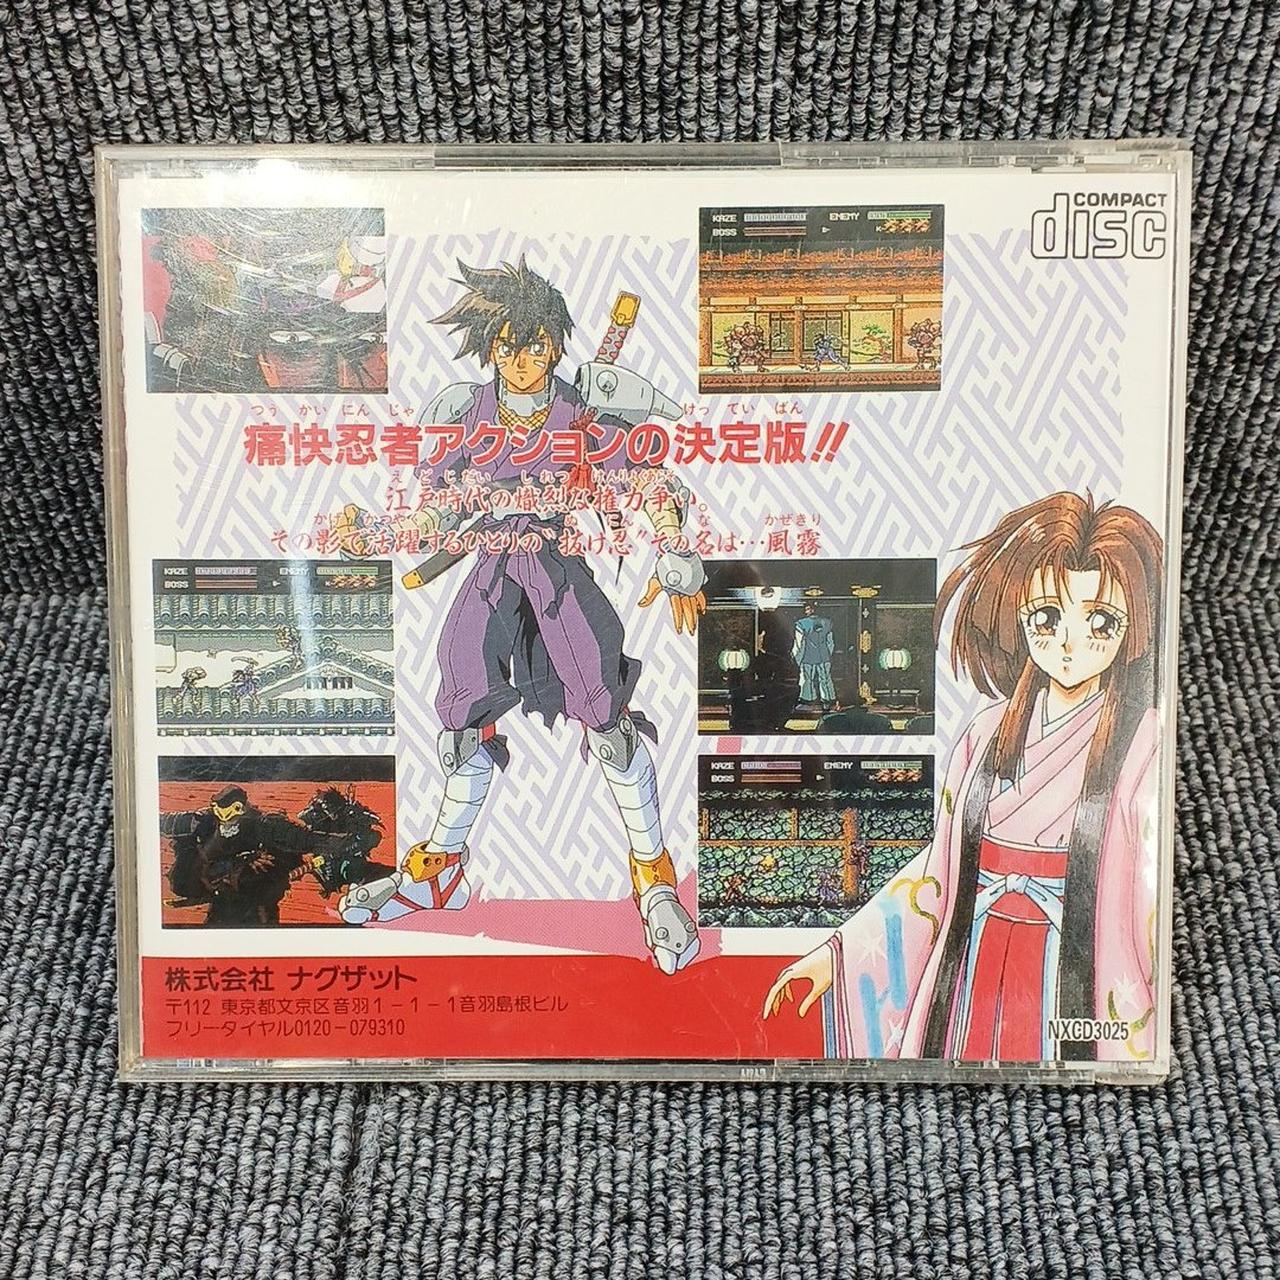 COMPACT
disc
KAZE ENEMY
BOSS K-
つう かい にん じゃ けっ てい ばん
痛快忍者アクションの決定版!!
え ど じ だい し れつ けんりょくあらそ
江戸時代の熾烈な権力争い。
かげ かつやく ぬ にん な かぜきり
その影で活躍するひとりの“抜け忍”その名は…風霧
KAZE ENEMY
BOSS K-
KAZE ENEMY
BOSS K-
株式会社 ナグザット
〒112 東京都文京区音羽1-1-1音羽島根ビル
フリーダイヤル0120-079310
NXCD3025